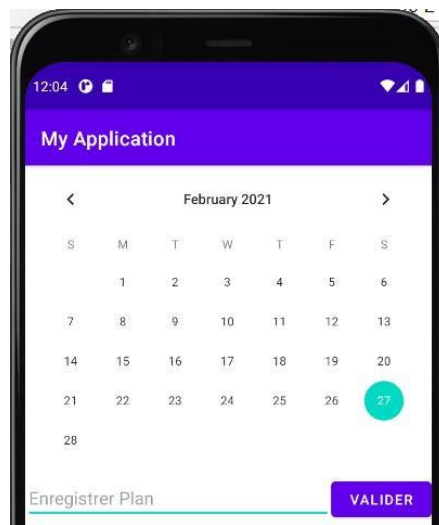 12:04
My Application
February 2021
S M T W T F S
1 2 3 4 5 6
7 8 9 10 11 12 13
14 15 16 17 18 19 20
21 22 23 24 25 26 27
28
Enregistrer Plan VALIDER